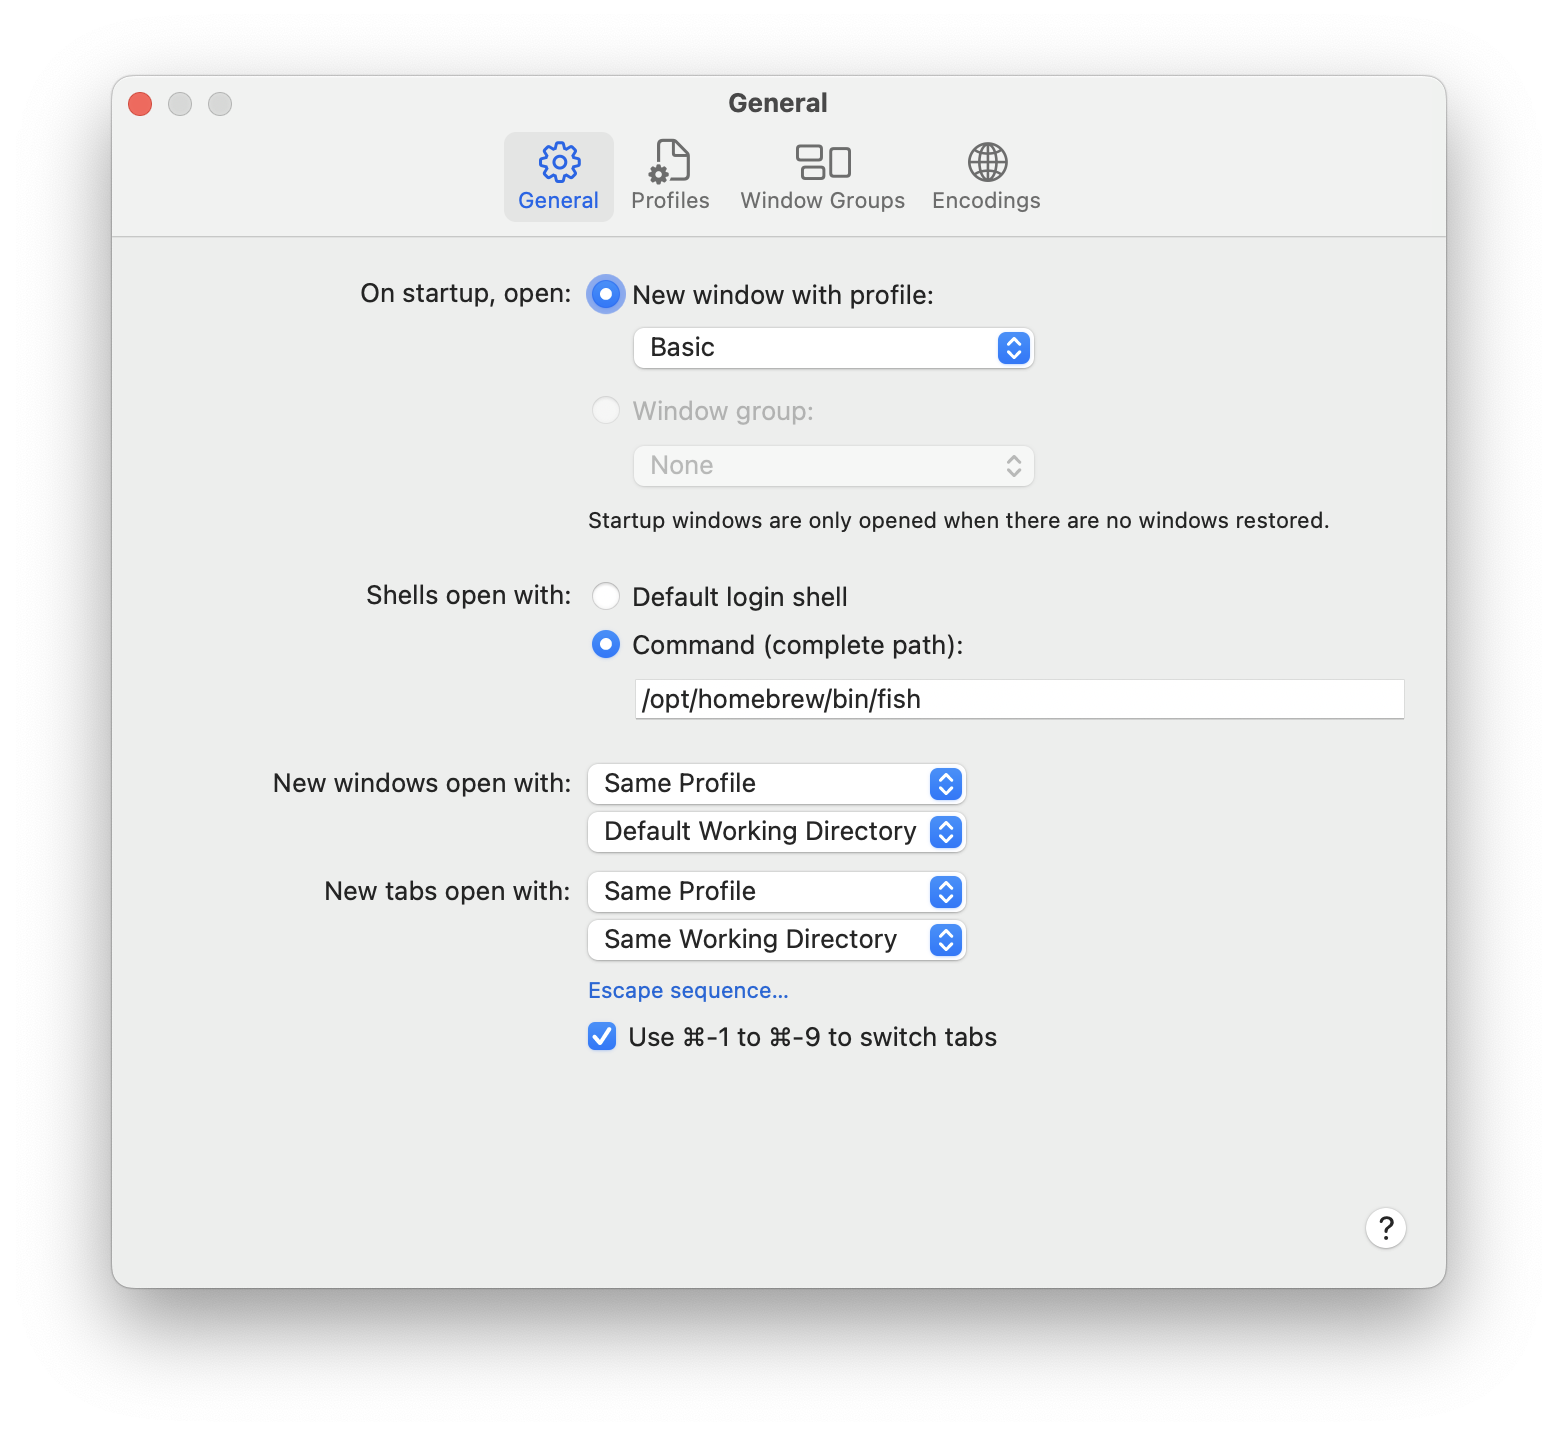 General
General
Profiles
Window Groups
Encodings
On startup, open:
New window with profile:
Basic
Window group:
None
Startup windows are only opened when there are no windows restored.
Shells open with:
Default login shell
Command (complete path):
/opt/homebrew/bin/fish
New windows open with:
Same Profile
Default Working Directory
New tabs open with:
Same Profile
Same Working Directory
Escape sequence...
Use ⌘-1 to ⌘-9 to switch tabs
?